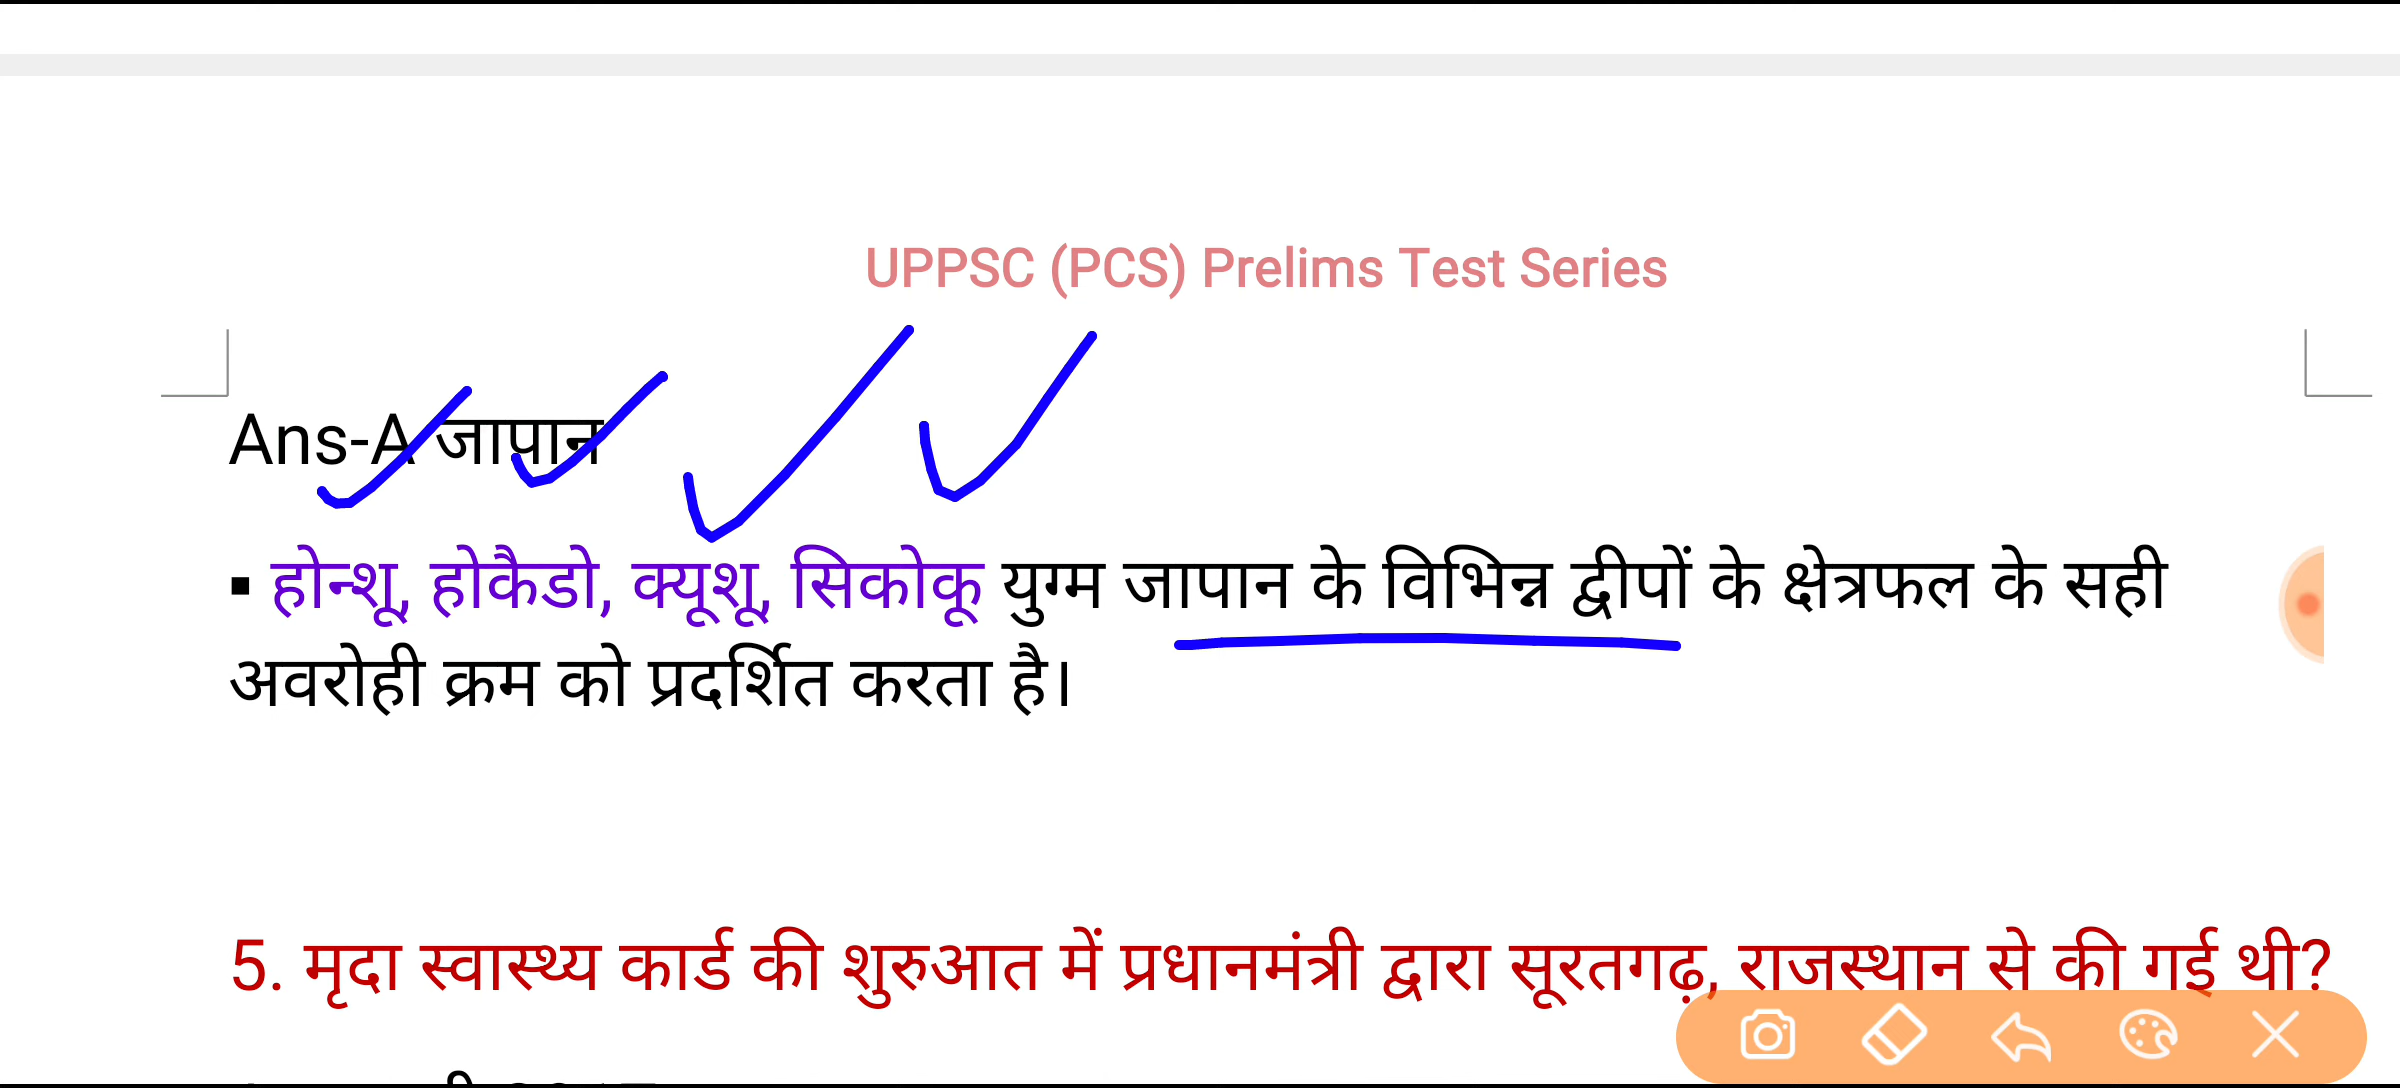 UPPSC (PCS) Prelims Test Series
Ans-A जापान
▪ होन्शू, होकैडो, क्यूशू, सिकोकू युग्म जापान के विभिन्न द्वीपों के क्षेत्रफल के सही
अवरोही क्रम को प्रदर्शित करता है।
5. मृदा स्वास्थ्य कार्ड की शुरुआत में प्रधानमंत्री द्वारा सूरतगढ़, राजस्थान से की गई थी?